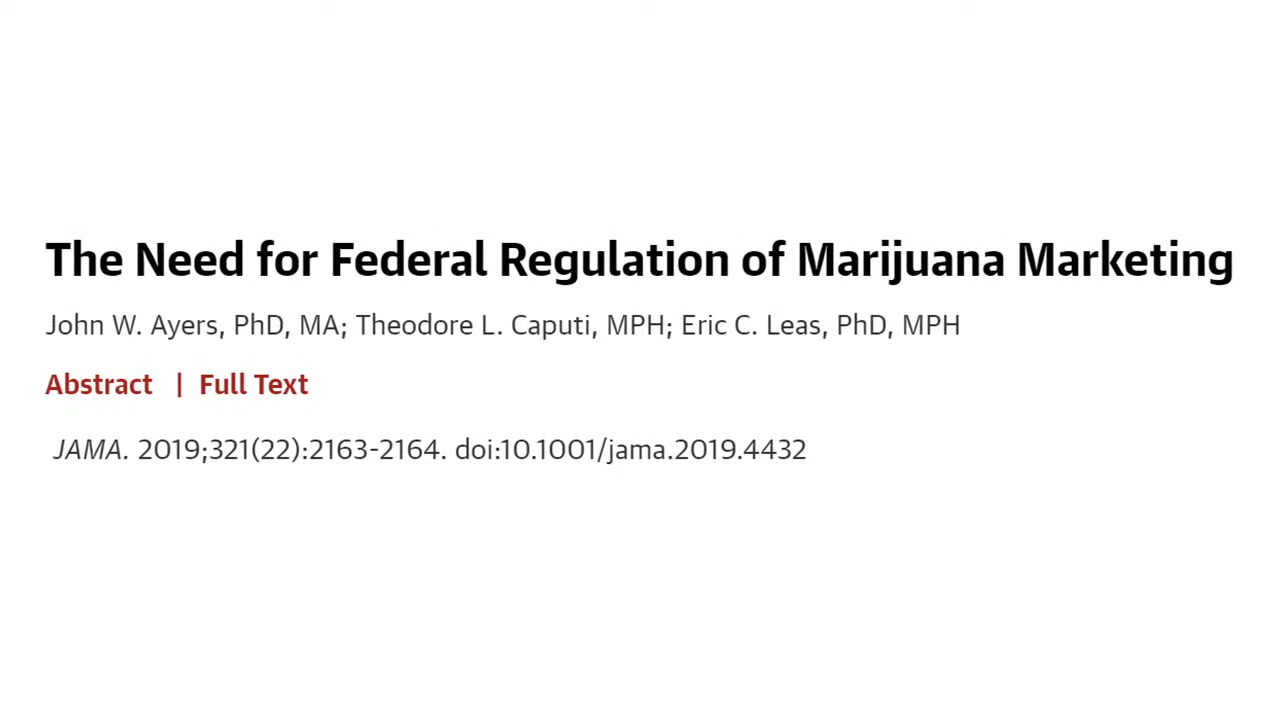 The Need for Federal Regulation of Marijuana Marketing
John W. Ayers, PhD, MA; Theodore L. Caputi, MPH; Eric C. Leas, PhD, MPH
Abstract | Full Text
JAMA. 2019;321(22):2163-2164. doi:10.1001/jama.2019.4432